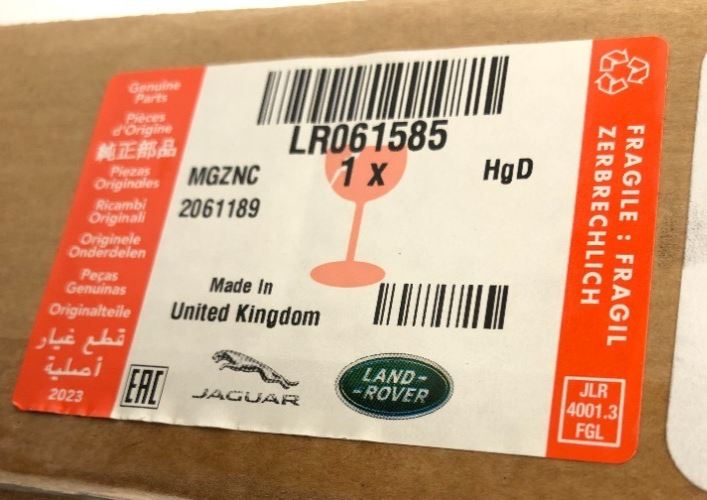 Genuine
Parts
Pièces
d'Origine
純正部品
Piezas
Originales
Ricambi
Originali
Originele
Onderdelen
Peças
Genuinas
Originalteile
قطع غيار
أصلية
2023
LR061585
1 x
HgD
MGZNC
2061189
Made In
United Kingdom
EAC
JAGUAR
LAND-
-ROVER
FRAGILE : FRAGIL
ZERBRECHLICH
JLR
4001.3
FGL